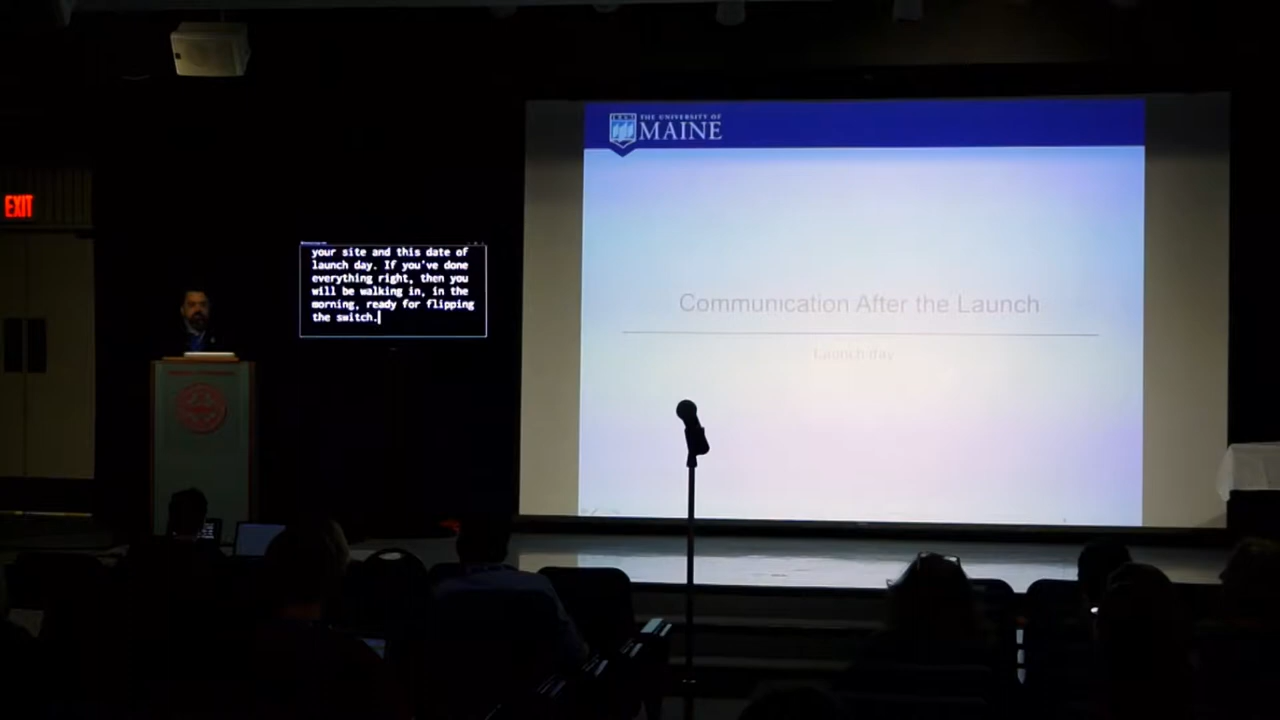 EXIT
your site and this date of
launch day. If you've done
everything right, then you
will be walking in, in the
morning, ready for flipping
the switch.
THE UNIVERSITY OF
MAINE
Communication After the Launch
Launch day